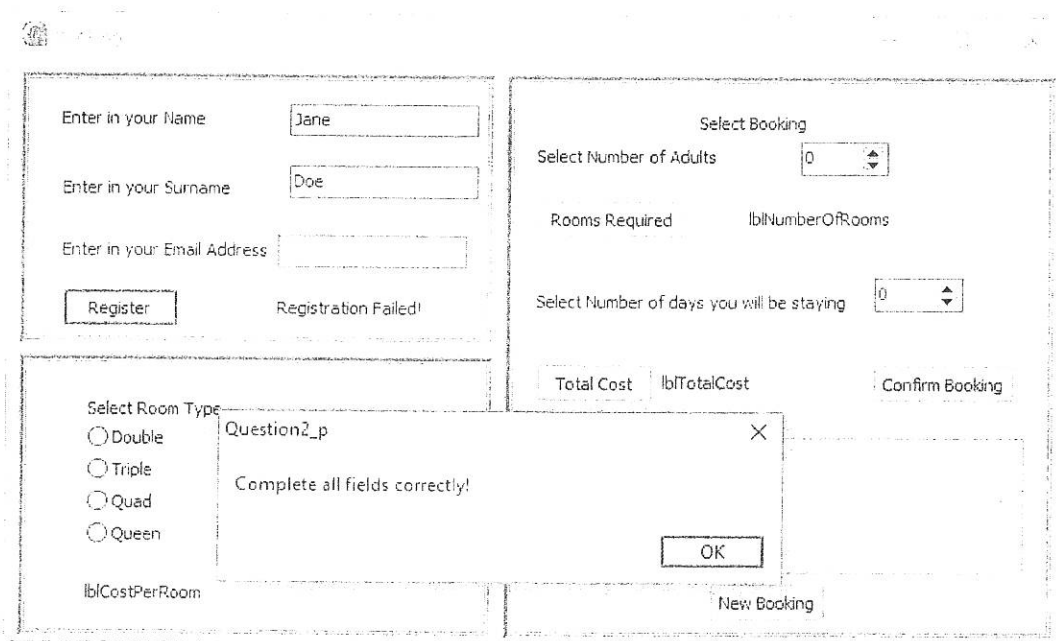 Enter in your Name
Jane
Enter in your Surname
Doe
Enter in your Email Address
Register
Registration Failed!
Select Booking
Select Number of Adults
0
Rooms Required
lblNumberOfRooms
Select Number of days you will be staying
0
Total Cost
lblTotalCost
Confirm Booking
Select Room Type
Double
Triple
Quad
Queen
lblCostPerRoom
Question2_p
Complete all fields correctly!
OK
New Booking